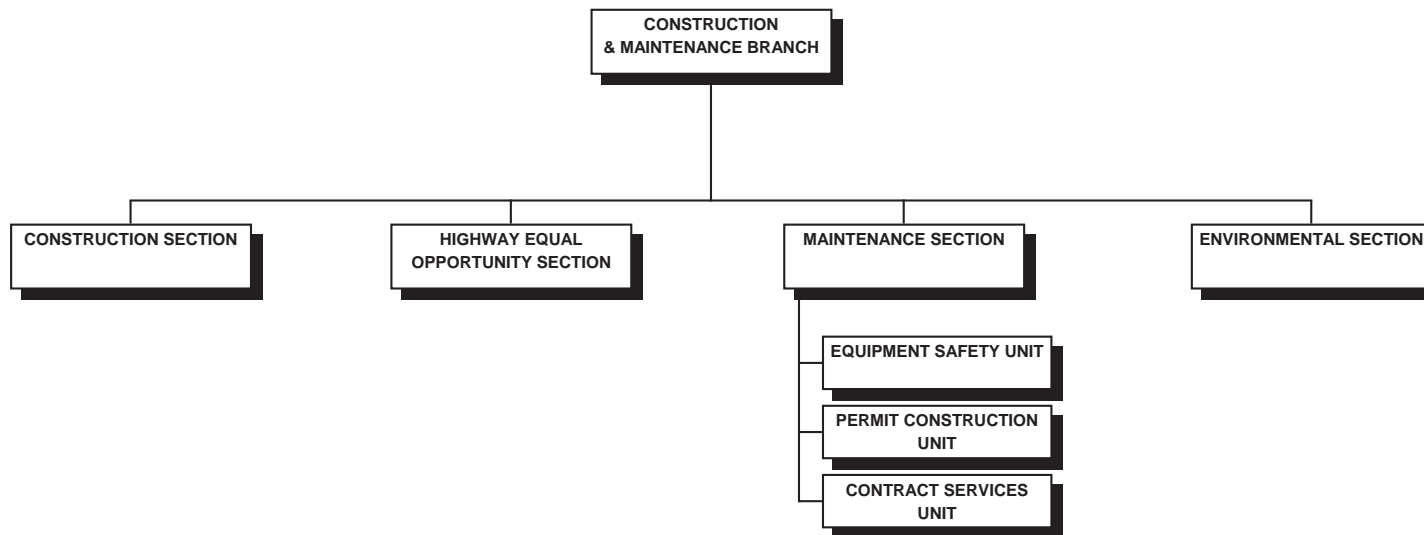 CONSTRUCTION
& MAINTENANCE BRANCH
CONSTRUCTION SECTION
HIGHWAY EQUAL
OPPORTUNITY SECTION
MAINTENANCE SECTION
ENVIRONMENTAL SECTION
EQUIPMENT SAFETY UNIT
PERMIT CONSTRUCTION
UNIT
CONTRACT SERVICES
UNIT